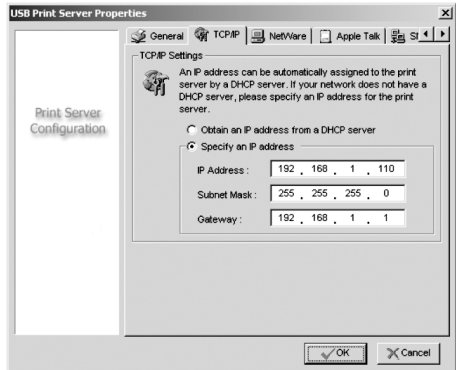 USB Print Server Properties
General TCP/IP NetWare Apple Talk
TCP/IP Settings
An IP address can be automatically assigned to the print
server by a DHCP server. If your network does not have a
DHCP server, please specify an IP address for the print
server.
Print Server
Configuration
Obtain an IP address from a DHCP server
Specify an IP address
IP Address : 192 . 168 . 1 . 110
Subnet Mask : 255 . 255 . 255 . 0
Gateway : 192 . 168 . 1 . 1
OK Cancel